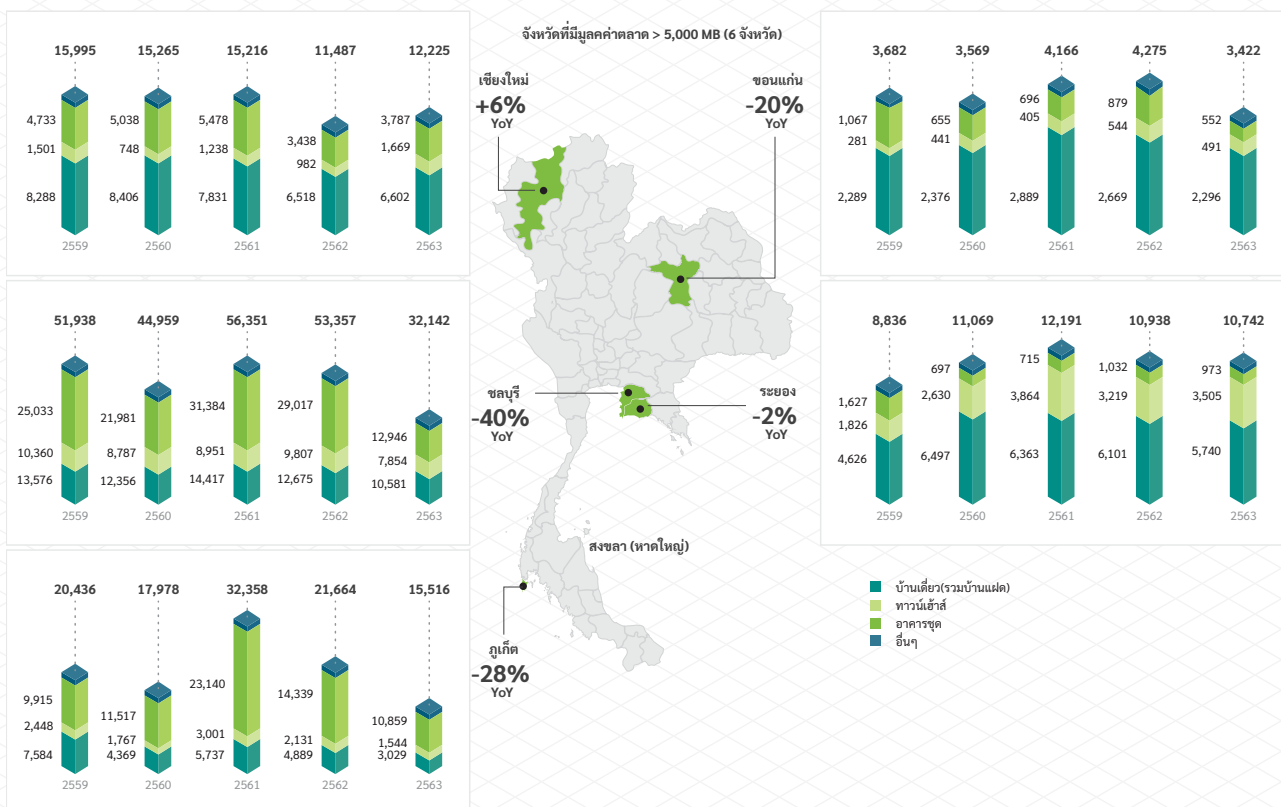 จังหวัดที่มีมูลคค่าตลาด > 5,000 MB (6 จังหวัด)
15,995 15,265 15,216 11,487 12,225
4,733 5,038 5,478 3,438 3,787
1,501 748 1,238 982 1,669
8,288 8,406 7,831 6,518 6,602
2559 2560 2561 2562 2563
เชียงใหม่
+6%
YoY
ขอนแก่น
-20%
YoY
3,682 3,569 4,166 4,275 3,422
1,067 655 696 879 552
281 441 405 544 491
2,289 2,376 2,889 2,669 2,296
2559 2560 2561 2562 2563
51,938 44,959 56,351 53,357 32,142
25,033 21,981 31,384 29,017 12,946
10,360 8,787 8,951 9,807 7,854
13,576 12,356 14,417 12,675 10,581
2559 2560 2561 2562 2563
ชลบุรี
-40%
YoY
ระยอง
-2%
YoY
8,836 11,069 12,191 10,938 10,742
1,627 697 715 1,032 973
1,826 2,630 3,864 3,219 3,505
4,626 6,497 6,363 6,101 5,740
2559 2560 2561 2562 2563
20,436 17,978 32,358 21,664 15,516
9,915 11,517 23,140 14,339 10,859
2,448 1,767 3,001 2,131 1,544
7,584 4,369 5,737 4,889 3,029
2559 2560 2561 2562 2563
สงขลา (หาดใหญ่)
ภูเก็ต
-28%
YoY
บ้านเดี่ยว(รวมบ้านแฝด)
ทาวน์เฮ้าส์
อาคารชุด
อื่นๆ